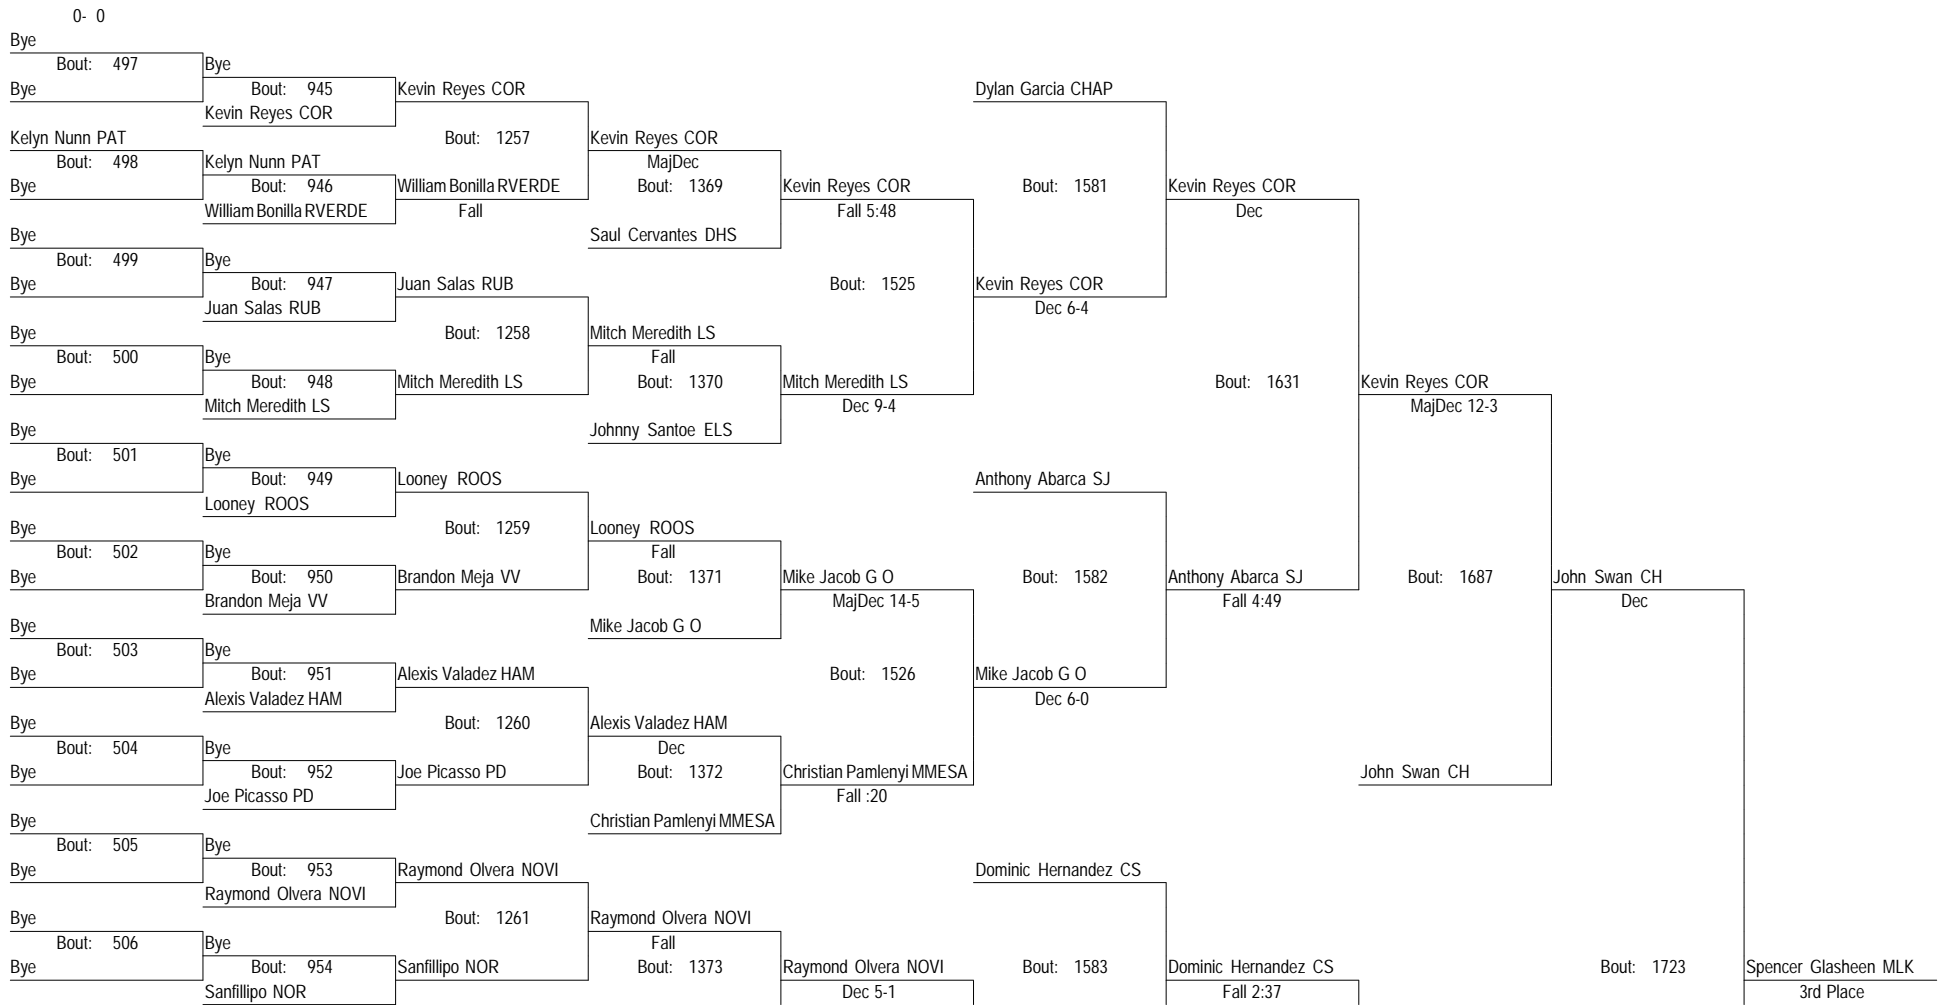 0- 0
Bye
Bout: 497 Bye
Bye Bout: 945 Kevin Reyes COR Dylan Garcia CHAP
Kevin Reyes COR
Kelyn Nunn PAT Bout: 1257 Kevin Reyes COR
Bout: 498 Kelyn Nunn PAT MajDec
Bye Bout: 946 William Bonilla RVERDE Bout: 1369 Kevin Reyes COR Bout: 1581 Kevin Reyes COR
William Bonilla RVERDE Fall Fall 5:48 Dec
Bye Saul Cervantes DHS
Bout: 499 Bye
Bye Bout: 947 Juan Salas RUB Bout: 1525 Kevin Reyes COR
Juan Salas RUB Dec 6-4
Bye Bout: 1258 Mitch Meredith LS
Bout: 500 Bye Fall
Bye Bout: 948 Mitch Meredith LS Bout: 1370 Mitch Meredith LS Bout: 1631 Kevin Reyes COR
Mitch Meredith LS Dec 9-4 MajDec 12-3
Bye Johnny Santoe ELS
Bout: 501 Bye
Bye Bout: 949 Looney ROOS Anthony Abarca SJ
Looney ROOS
Bye Bout: 1259 Looney ROOS
Bout: 502 Bye Fall
Bye Bout: 950 Brandon Meja VV Bout: 1371 Mike Jacob G O Bout: 1582 Anthony Abarca SJ Bout: 1687 John Swan CH
Brandon Meja VV MajDec 14-5 Fall 4:49 Dec
Bye Mike Jacob G O
Bout: 503 Bye
Bye Bout: 951 Alexis Valadez HAM Bout: 1526 Mike Jacob G O
Alexis Valadez HAM Dec 6-0
Bye Bout: 1260 Alexis Valadez HAM
Bout: 504 Bye Dec
Bye Bout: 952 Joe Picasso PD Bout: 1372 Christian Pamlenyi MMESA John Swan CH
Joe Picasso PD Fall :20
Bye Christian Pamlenyi MMESA
Bout: 505 Bye
Bye Bout: 953 Raymond Olvera NOVI Dominic Hernandez CS
Raymond Olvera NOVI
Bye Bout: 1261 Raymond Olvera NOVI
Bout: 506 Bye Fall
Bye Bout: 954 Sanfillipo NOR Bout: 1373 Raymond Olvera NOVI Bout: 1583 Dominic Hernandez CS Bout: 1723 Spencer Glasheen MLK
Sanfillipo NOR Dec 5-1 Fall 2:37 3rd Place